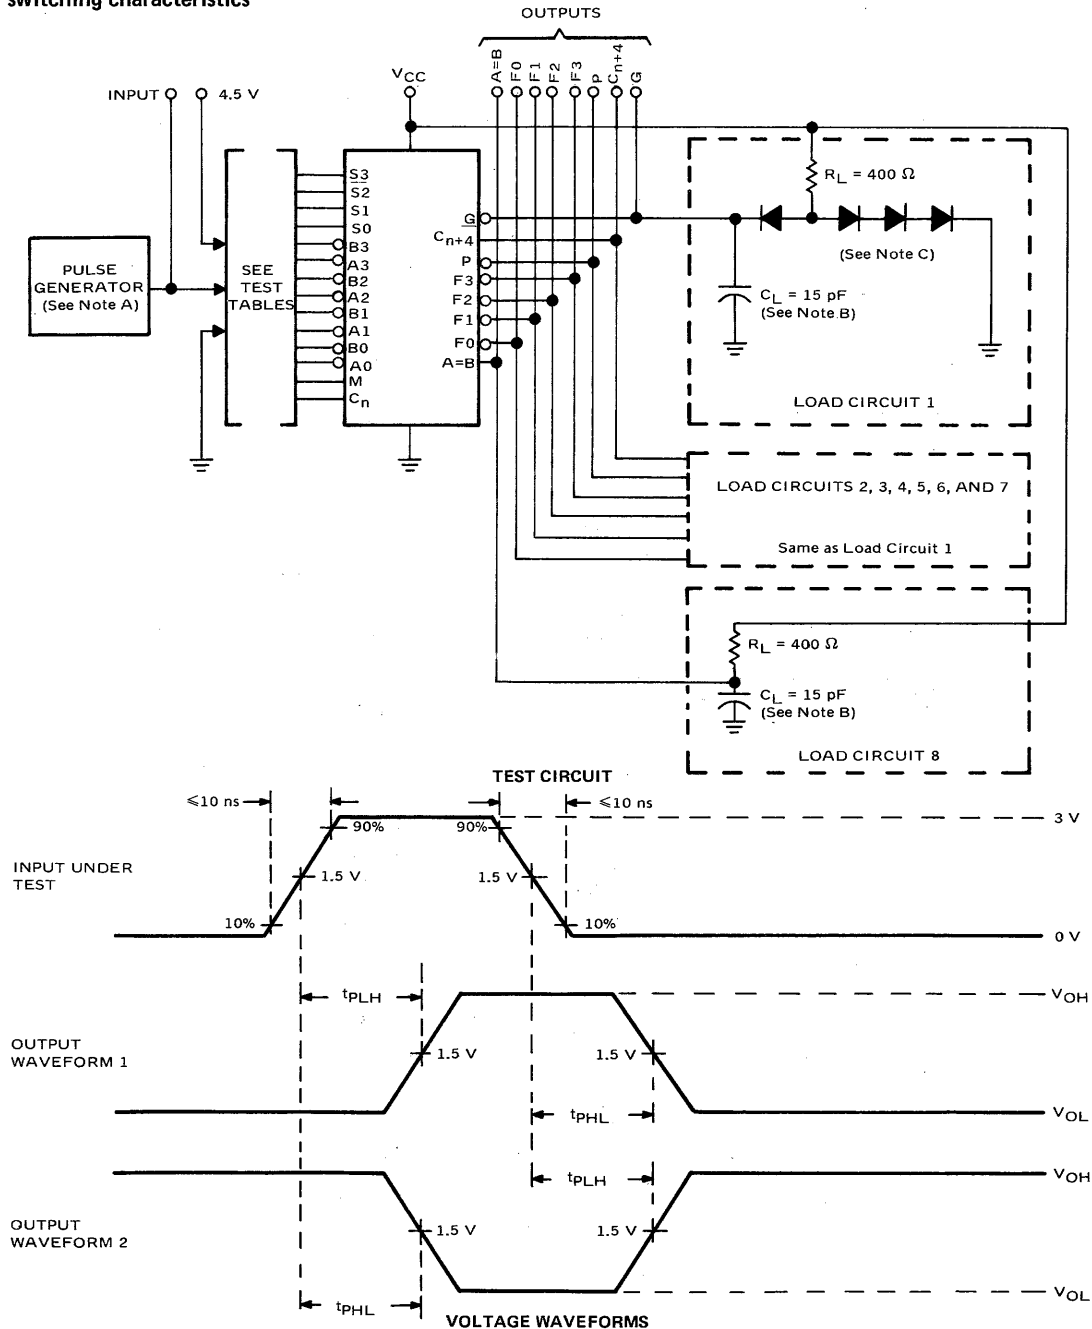 switching characteristics
OUTPUTS
A=B
F0
F1
F2
F3
P
Cn+4
G
VCC
INPUT
4.5 V
PULSE
GENERATOR
(See Note A)
SEE
TEST
TABLES
S3
S2
S1
S0
B3
A3
B2
A2
B1
A1
B0
A0
M
Cn
G
Cn+4
P
F3
F2
F1
F0
A=B
RL = 400 Ω
(See Note C)
CL = 15 pF
(See Note B)
LOAD CIRCUIT 1
LOAD CIRCUITS 2, 3, 4, 5, 6, AND 7
Same as Load Circuit 1
RL = 400 Ω
CL = 15 pF
(See Note B)
LOAD CIRCUIT 8
TEST CIRCUIT
≤10 ns
≤10 ns
90%
90%
3 V
INPUT UNDER
TEST
1.5 V
1.5 V
10%
10%
0 V
tPLH
VOH
OUTPUT
WAVEFORM 1
1.5 V
1.5 V
tPHL
VOL
tPLH
VOH
OUTPUT
WAVEFORM 2
1.5 V
1.5 V
tPHL
VOL
VOLTAGE WAVEFORMS